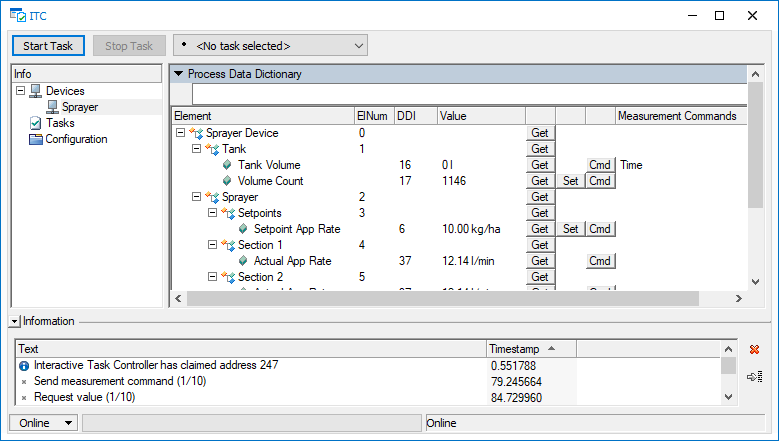 ITC
Start Task Stop Task <No task selected>
Info
Devices
Sprayer
Tasks
Configuration
Process Data Dictionary
Element ElNum DDI Value Measurement Commands
Sprayer Device 0 Get
Tank 1 Get
Tank Volume 16 0 l Get Cmd Time
Volume Count 17 1146 Get Set Cmd
Sprayer 2 Get
Setpoints 3 Get
Setpoint App Rate 6 10.00 kg/ha Get Set Cmd
Section 1 4 Get
Actual App Rate 37 12.14 l/min Get Cmd
Section 2 5 Get
Information
Text Timestamp
Interactive Task Controller has claimed address 247 0.551788
Send measurement command (1/10) 79.245664
Request value (1/10) 84.729960
Online Online